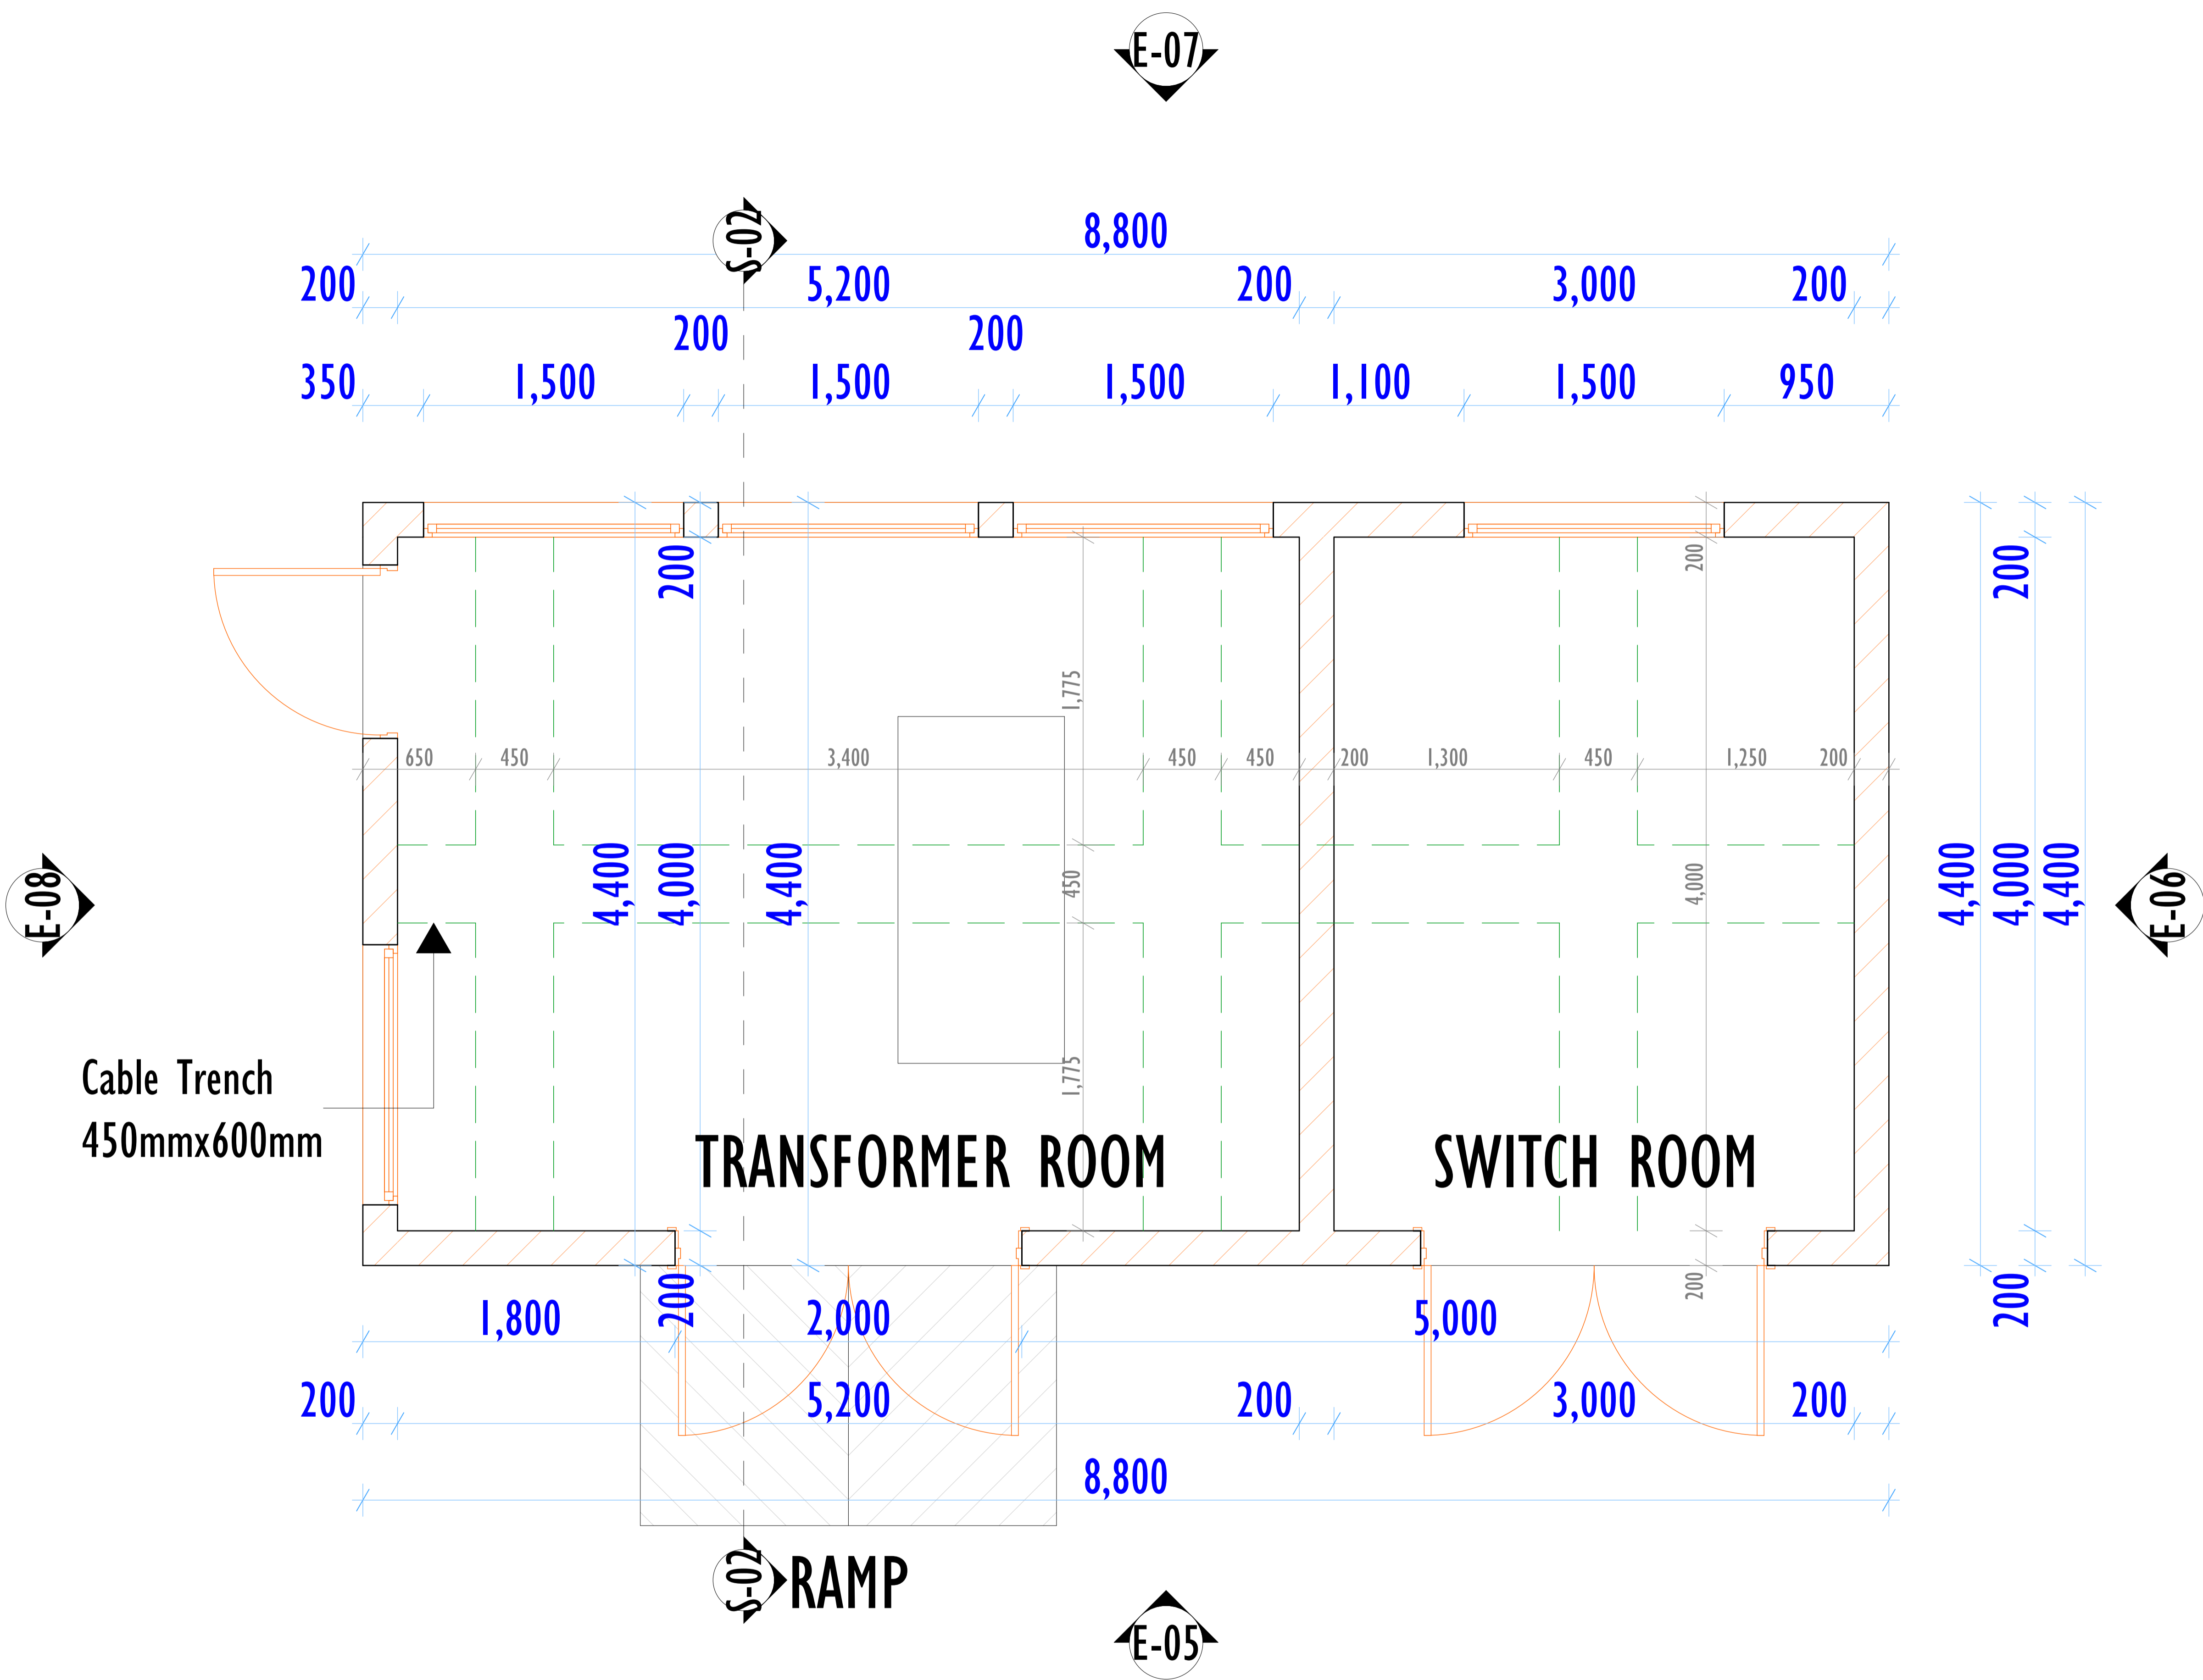 E-07
S-02
8,800
200 5,200 200 3,000 200
200 200
350 1,500 1,500 1,500 1,100 1,500 950
200 200 200
1,775
650 450 3,400 450 450 200 1,300 450 1,250 200
4,400 4,000 4,400 450 4,000 4,400 4,000 4,400
E-08 E-06
Cable Trench
450mmx600mm
1,775
TRANSFORMER ROOM SWITCH ROOM
200 200 200
1,800 2,000 5,000
200 5,200 200 3,000 200
8,800
S-02 RAMP
E-05